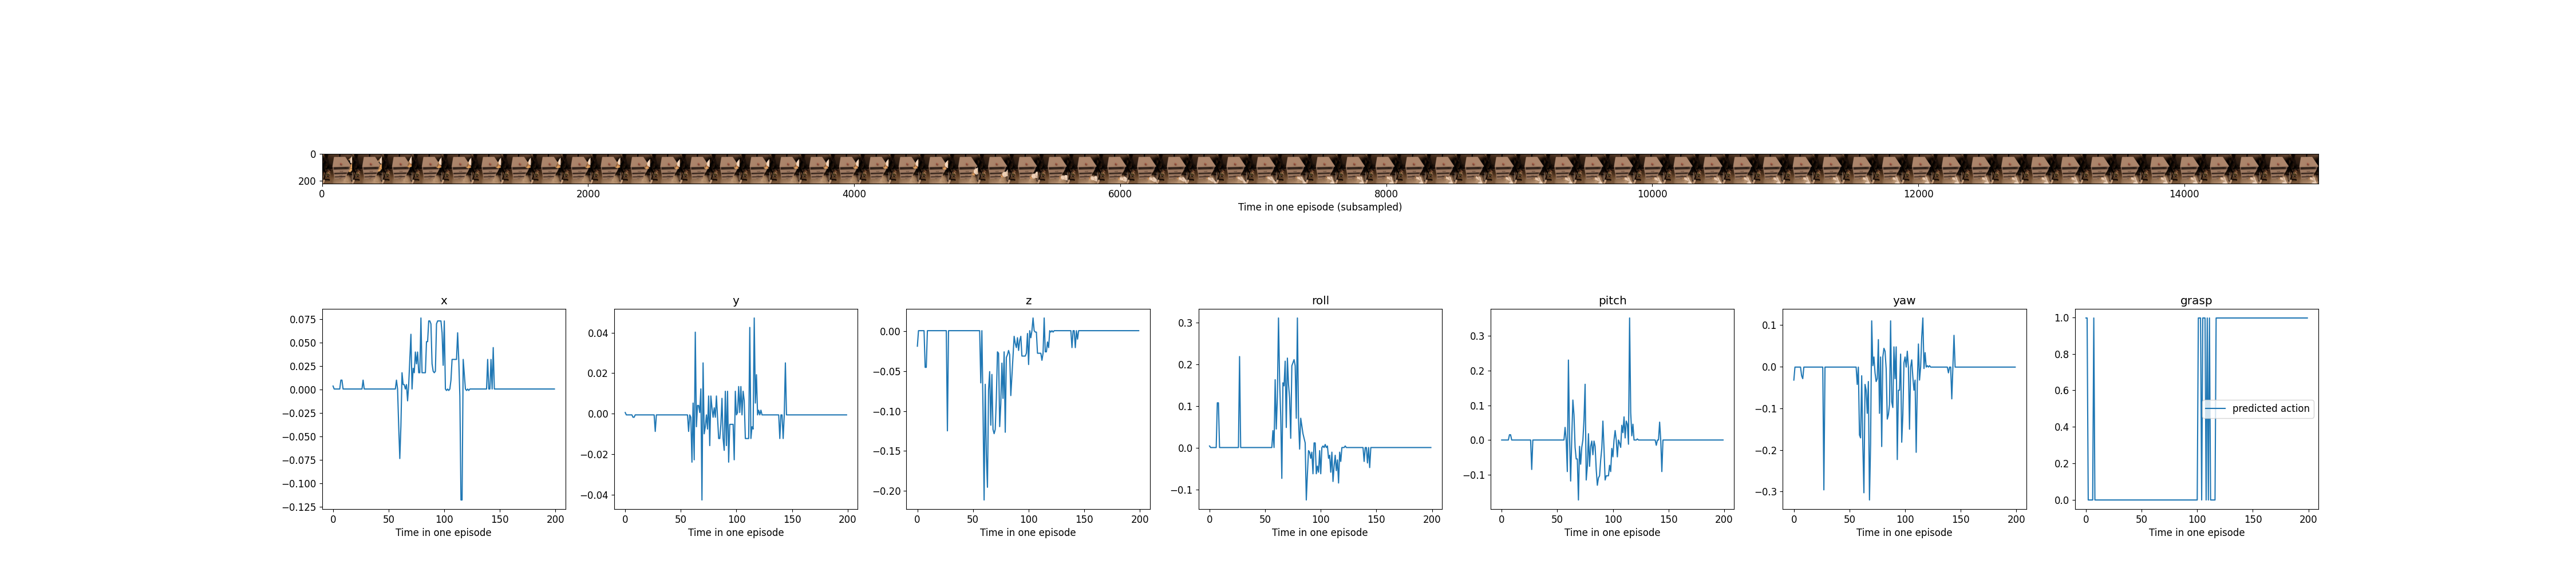 0
200
0 2000 4000 6000 8000 10000 12000 14000
Time in one episode (subsampled)
x y z roll pitch yaw grasp
0.075
0.050
0.025
0.000
−0.025
−0.050
−0.075
−0.100
−0.125
0 50 100 150 200
Time in one episode
0.04
0.02
0.00
−0.02
−0.04
0 50 100 150 200
Time in one episode
0.00
−0.05
−0.10
−0.15
−0.20
0 50 100 150 200
Time in one episode
0.3
0.2
0.1
0.0
−0.1
0 50 100 150 200
Time in one episode
0.3
0.2
0.1
0.0
−0.1
0 50 100 150 200
Time in one episode
0.1
0.0
−0.1
−0.2
−0.3
0 50 100 150 200
Time in one episode
1.0
0.8
0.6
0.4
0.2
0.0
predicted action
0 50 100 150 200
Time in one episode